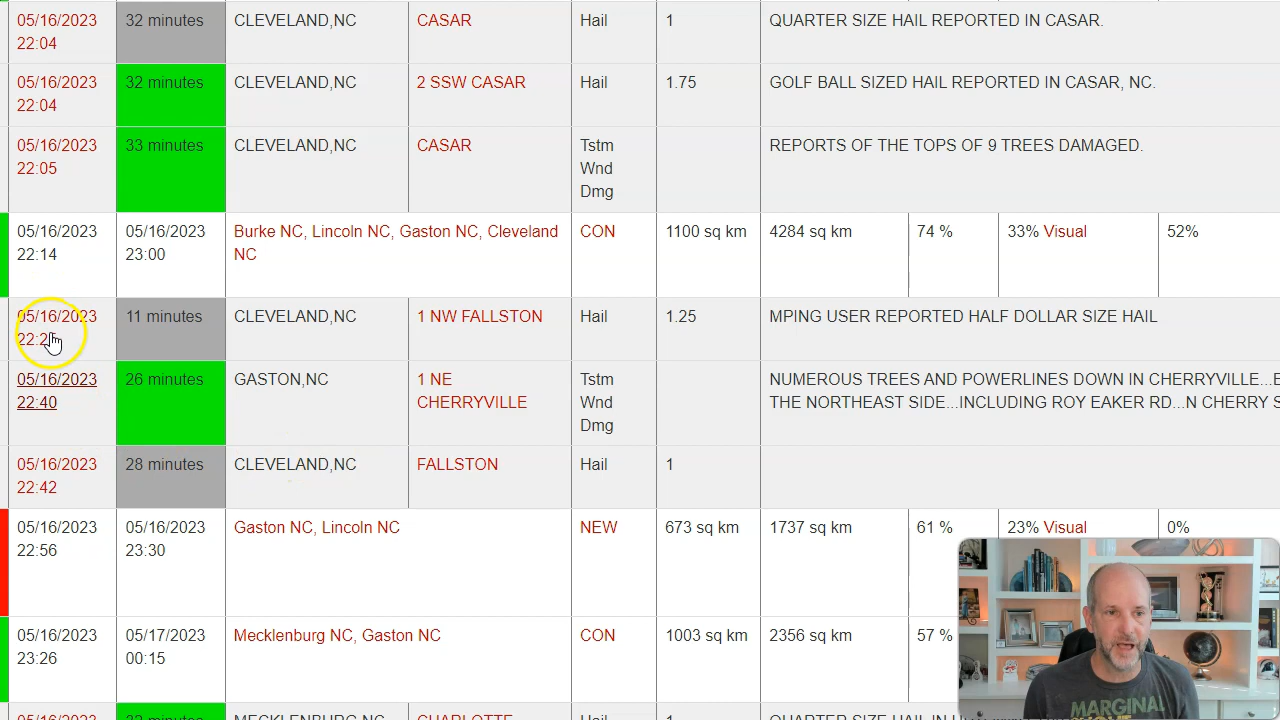 05/16/2023 32 minutes CLEVELAND,NC CASAR Hail 1 QUARTER SIZE HAIL REPORTED IN CASAR.
22:04
05/16/2023 32 minutes CLEVELAND,NC 2 SSW CASAR Hail 1.75 GOLF BALL SIZED HAIL REPORTED IN CASAR, NC.
22:04
05/16/2023 33 minutes CLEVELAND,NC CASAR Tstm REPORTS OF THE TOPS OF 9 TREES DAMAGED.
22:05 Wnd
Dmg
05/16/2023 05/16/2023 Burke NC, Lincoln NC, Gaston NC, Cleveland CON 1100 sq km 4284 sq km 74 % 33% Visual 52%
22:14 23:00 NC
05/16/2023 11 minutes CLEVELAND,NC 1 NW FALLSTON Hail 1.25 MPING USER REPORTED HALF DOLLAR SIZE HAIL
05/16/2023 26 minutes GASTON,NC 1 NE Tstm NUMEROUS TREES AND POWERLINES DOWN IN CHERRYVILLE...
22:40 CHERRYVILLE Wnd THE NORTHEAST SIDE...INCLUDING ROY EAKER RD...N CHERRY
Dmg
05/16/2023 28 minutes CLEVELAND,NC FALLSTON Hail 1
22:42
05/16/2023 05/16/2023 Gaston NC, Lincoln NC NEW 673 sq km 1737 sq km 61 % 23% Visual 0%
22:56 23:30
05/16/2023 05/17/2023 Mecklenburg NC, Gaston NC CON 1003 sq km 2356 sq km 57 %
23:26 00:15
MARGINAL